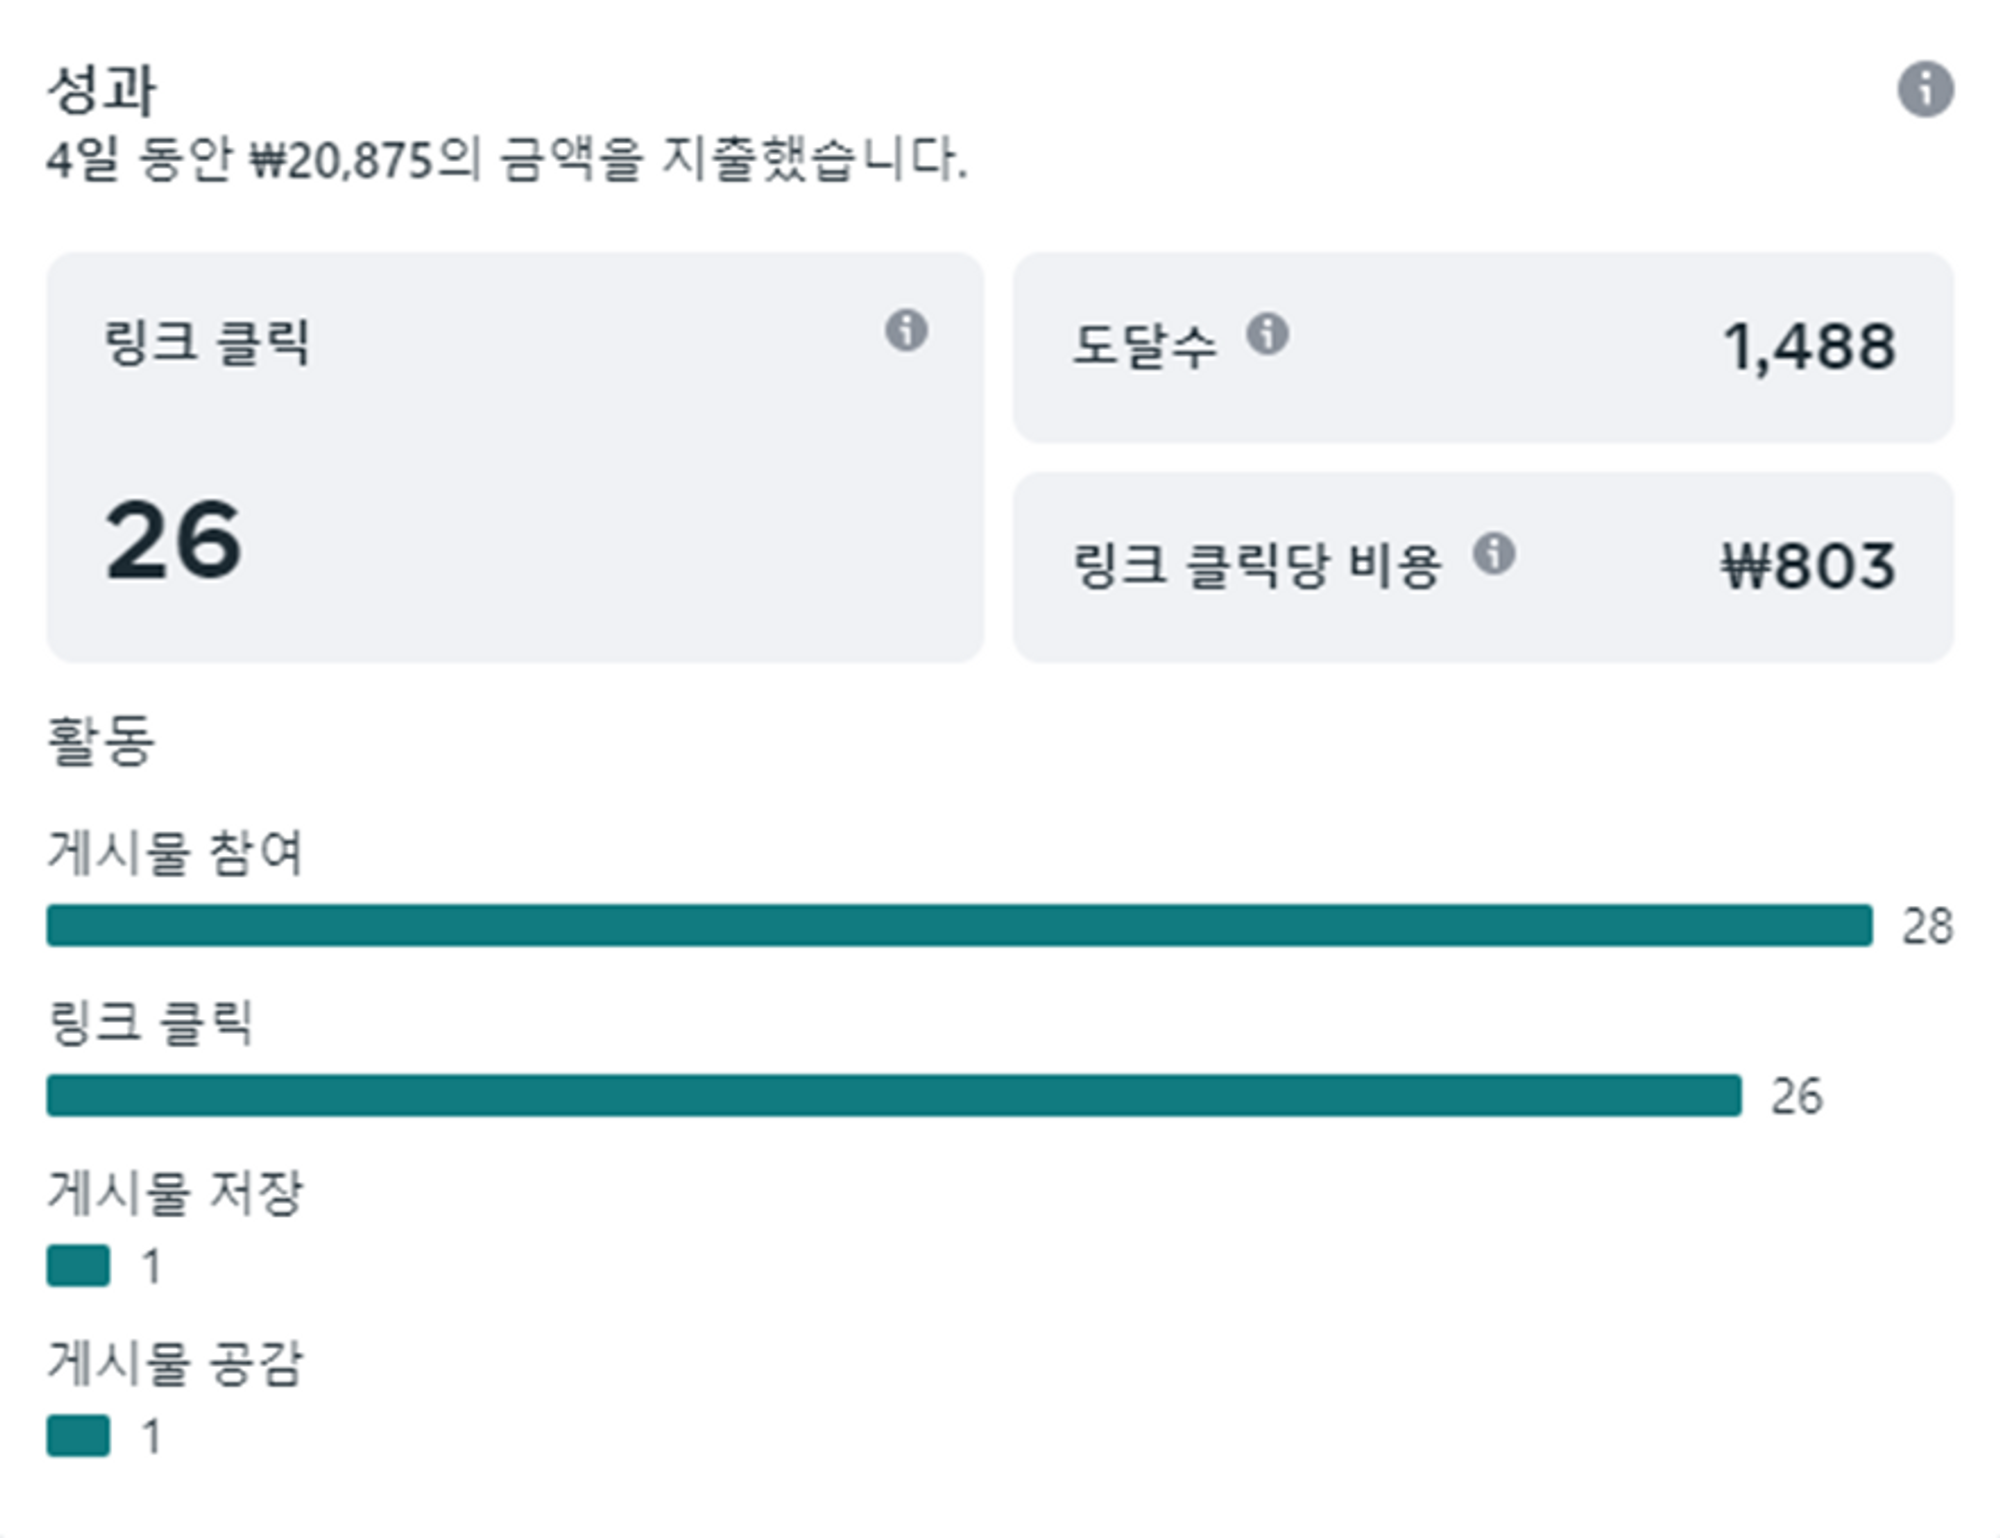 성과
4일 동안 ₩20,875의 금액을 지출했습니다.
링크 클릭
26
도달수 1,488
링크 클릭당 비용 ₩803
활동
게시물 참여
28
링크 클릭
26
게시물 저장
1
게시물 공감
1